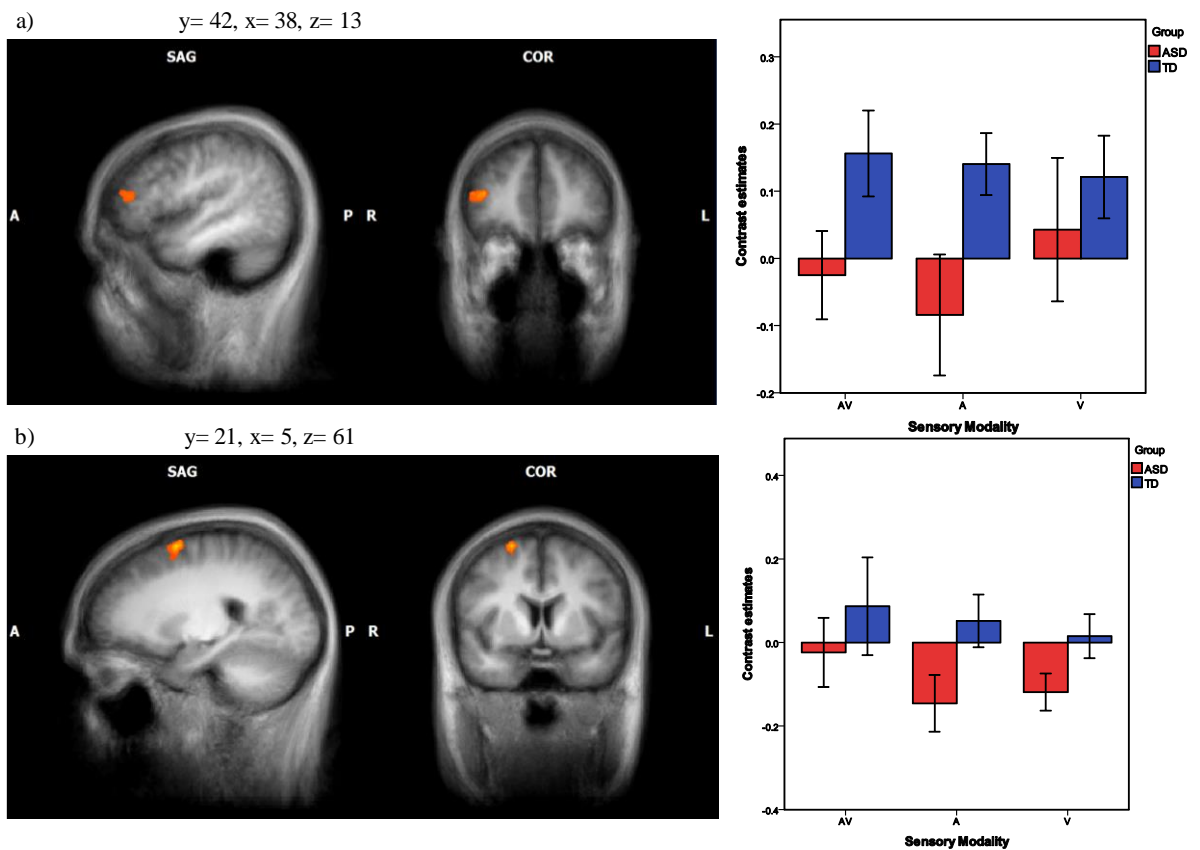 a) y= 42, x= 38, z= 13
SAG COR
A P R L
Group
ASD
TD
0.3
0.2
0.1
0.0
-0.1
-0.2
Contrast estimates
AV A V
Sensory Modality
b) y= 21, x= 5, z= 61
SAG COR
A P R L
Group
ASD
TD
0.4
0.2
0.0
-0.2
-0.4
Contrast estimates
AV A V
Sensory Modality